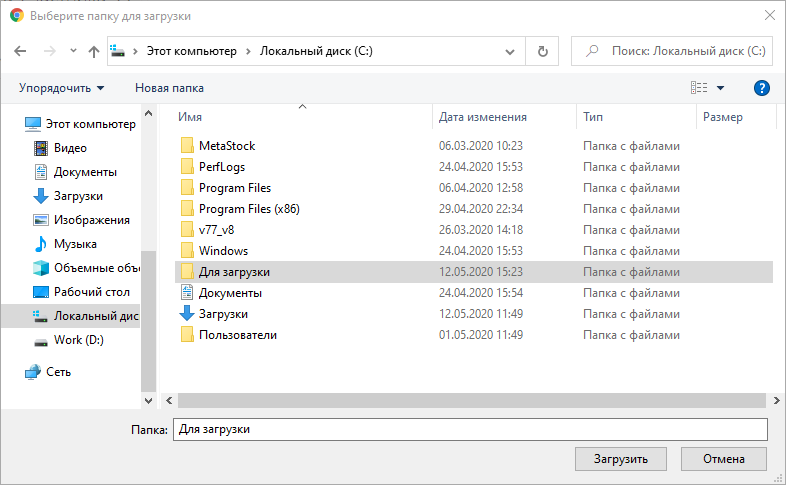 Выберите папку для загрузки
Этот компьютер > Локальный диск (C:)
Поиск: Локальный диск (C:)
Упорядочить Новая папка ?
Имя Дата изменения Тип Размер
Этот компьютер
Видео
Документы
Загрузки
Изображения
Музыка
Объемные объ
Рабочий стол
Локальный дис
Work (D:)
Сеть
MetaStock 06.03.2020 10:23 Папка с файлами
PerfLogs 24.04.2020 15:53 Папка с файлами
Program Files 06.04.2020 12:58 Папка с файлами
Program Files (x86) 29.04.2020 22:34 Папка с файлами
v77_v8 26.03.2020 14:18 Папка с файлами
Windows 24.04.2020 15:53 Папка с файлами
Для загрузки 12.05.2020 15:23 Папка с файлами
Документы 24.04.2020 15:54 Папка с файлами
Загрузки 12.05.2020 11:49 Папка с файлами
Пользователи 01.05.2020 11:49 Папка с файлами
Папка: Для загрузки
Загрузить Отмена